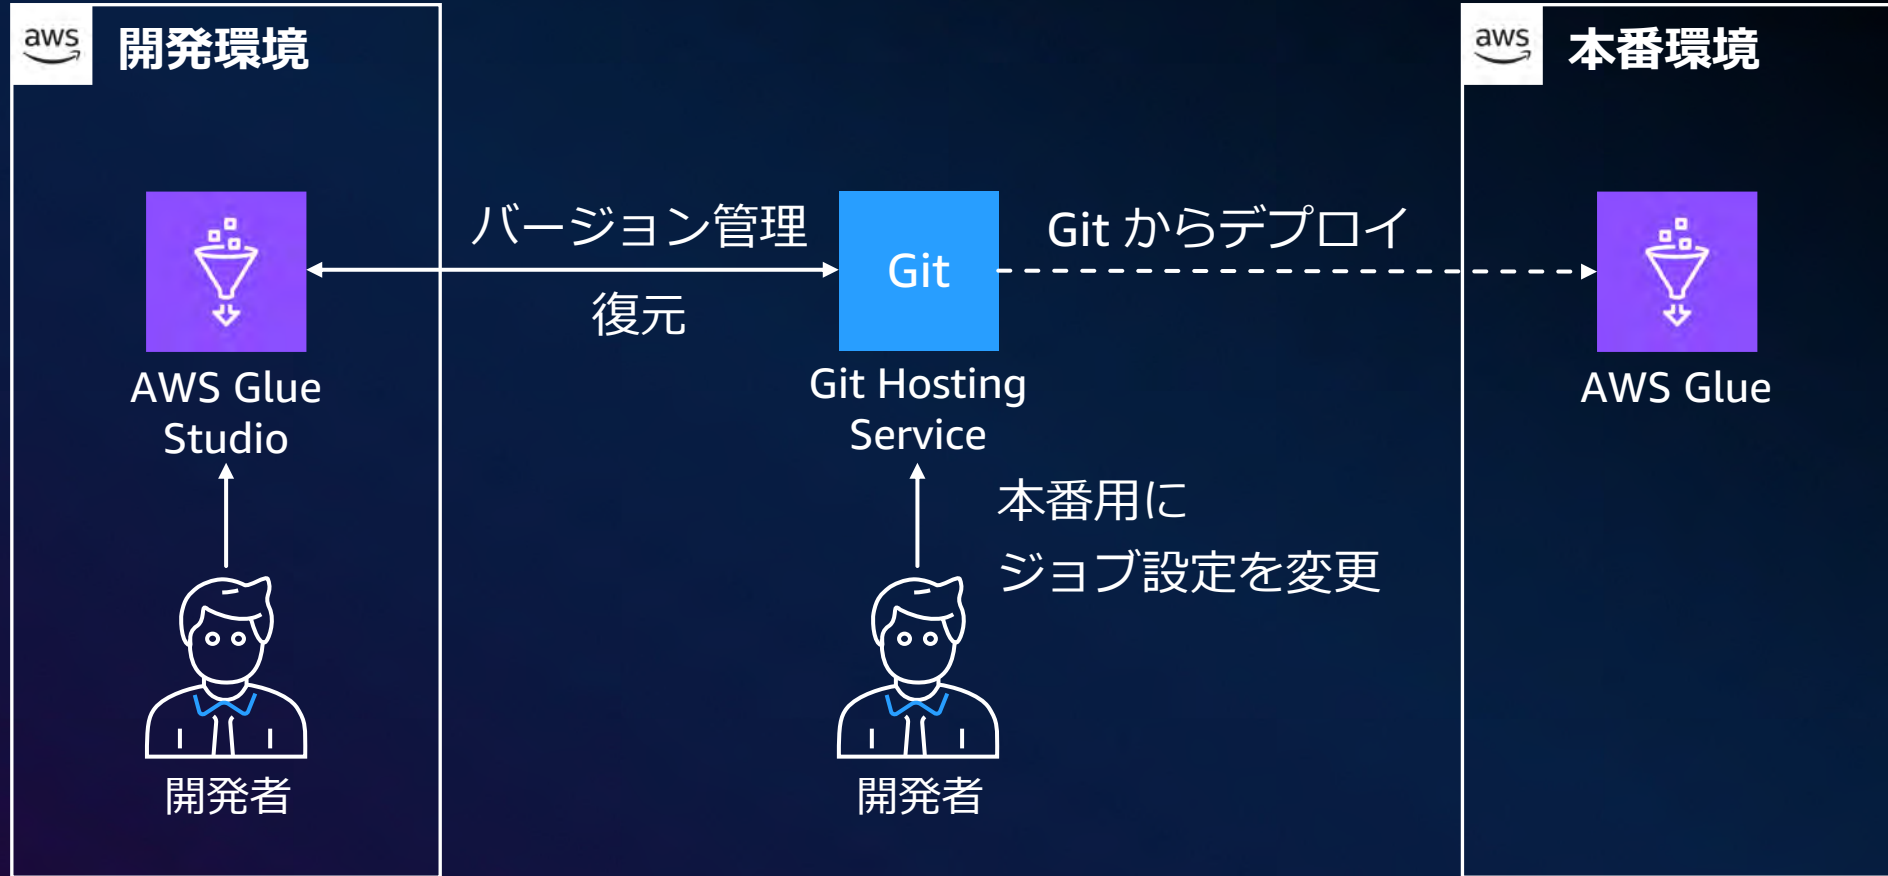 aws
開発環境
aws
本番環境
バージョン管理
復元
Git
Git からデプロイ
AWS Glue
Studio
Git Hosting
Service
AWS Glue
本番用に
ジョブ設定を変更
開発者
開発者